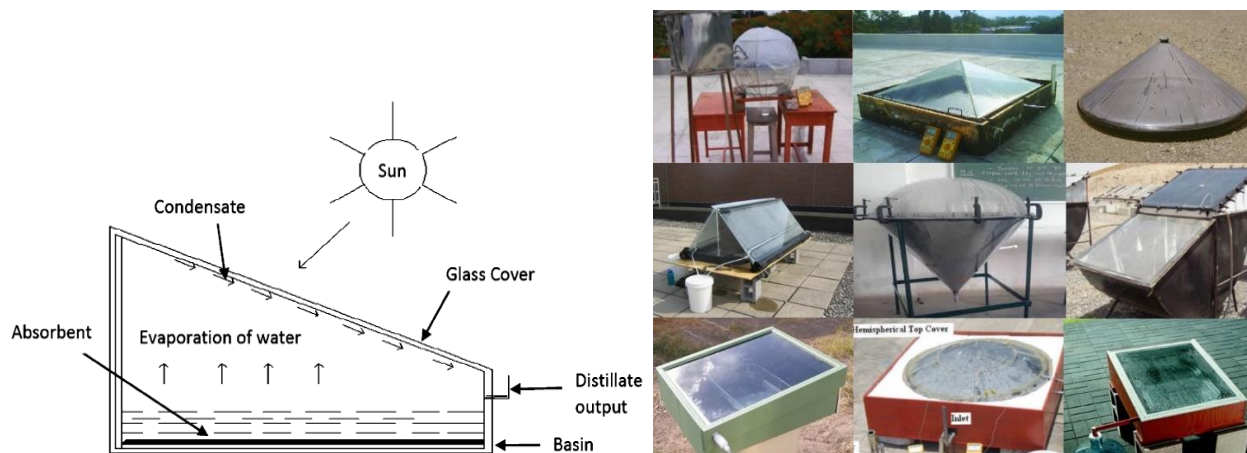 Sun
Condensate
Glass Cover
Absorbent
Evaporation of water
Distillate
output
Basin
Hemispherical Top Cover
Inlet